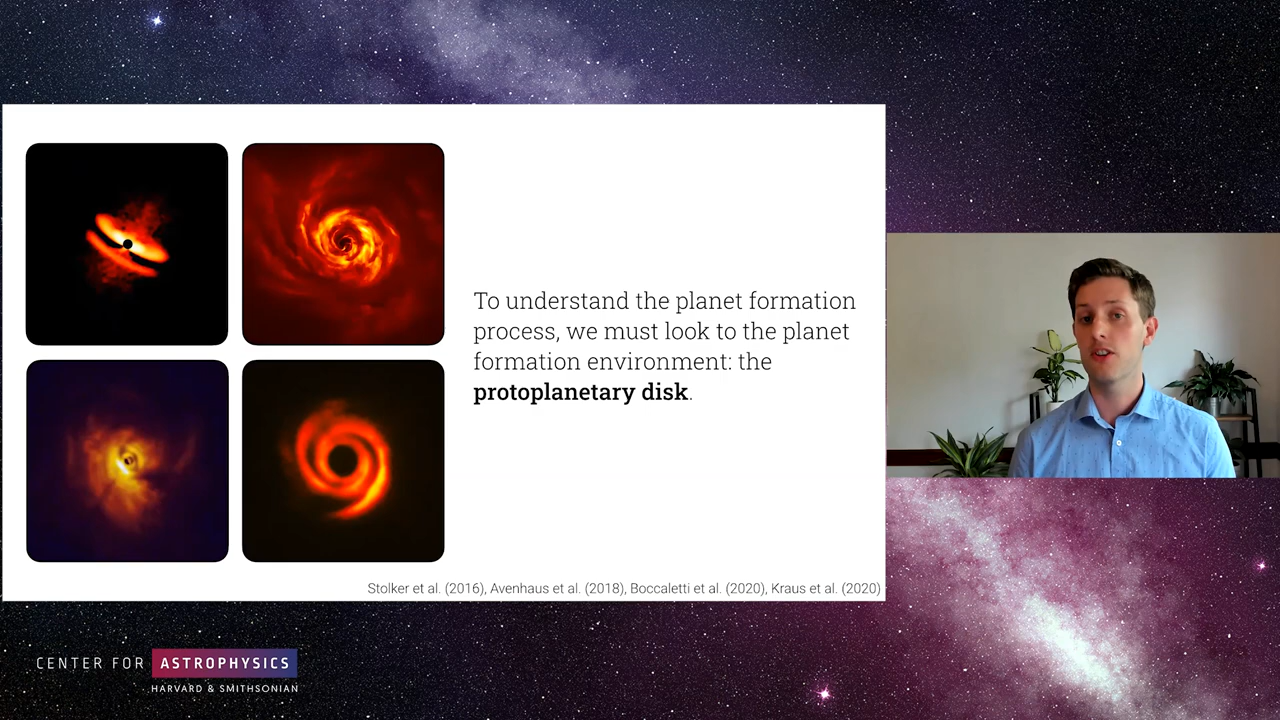 To understand the planet formation
process, we must look to the planet
formation environment: the
protoplanetary disk.
Stolker et al. (2016), Avenhaus et al. (2018), Boccaletti et al. (2020), Kraus et al. (2020)
CENTER FOR ASTROPHYSICS
HARVARD & SMITHSONIAN